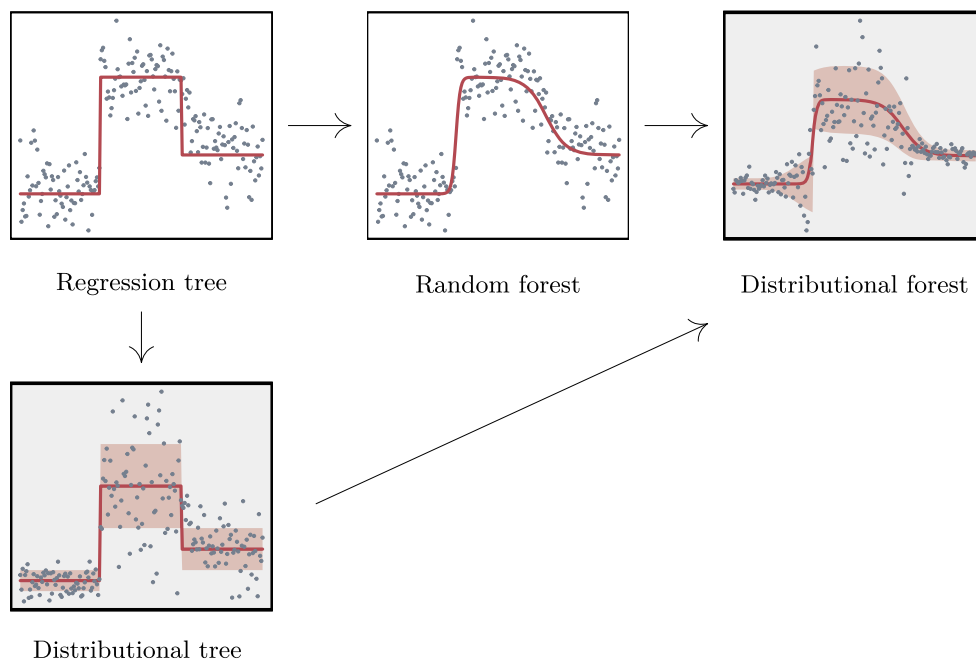 Regression tree
Random forest
Distributional forest
Distributional tree